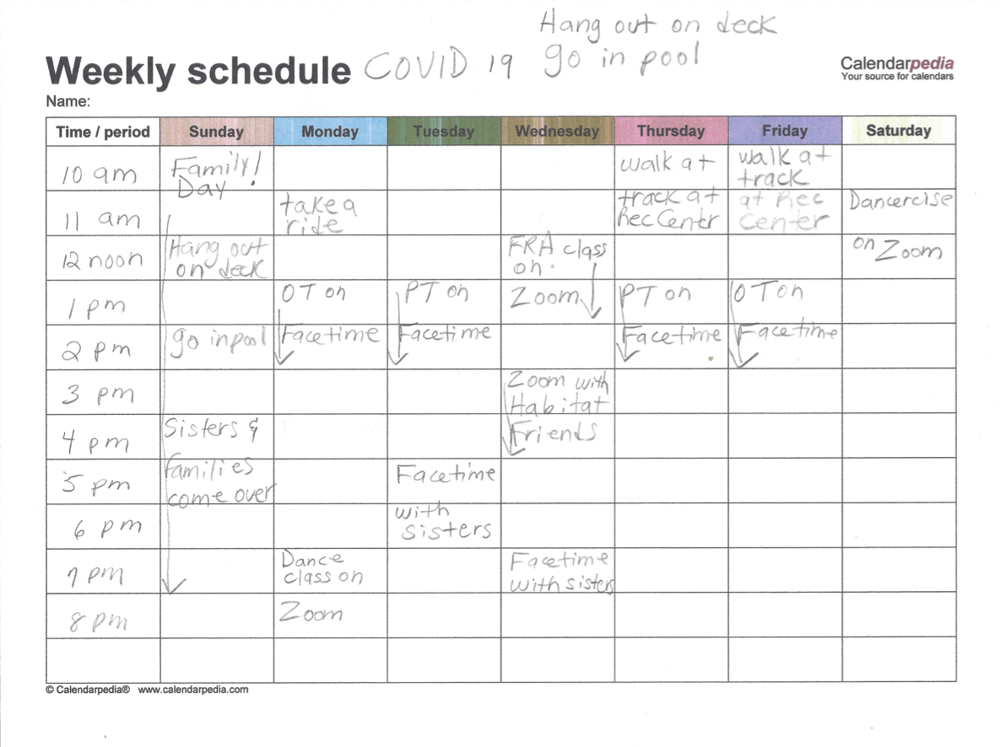 Hang out on deck
Weekly schedule COVID 19 go in pool
Calendarpedia
Your source for calendars
Name:
Time / period Sunday Monday Tuesday Wednesday Thursday Friday Saturday
10 am Family! Day walk at walk at track
11 am take a ride track at Rec Center at Rec Center Dancercise
12 noon Hang out on deck FRA class on on Zoom
1 pm OT on PT on Zoom PT on OT on
2 pm go in pool Facetime Facetime Facetime Facetime
3 pm Zoom with Habitat
4 pm Sisters & Friends
5 pm families come over Facetime
6 pm with sisters
7 pm Dance class on Facetime with sisters
8 pm Zoom
© Calendarpedia® www.calendarpedia.com